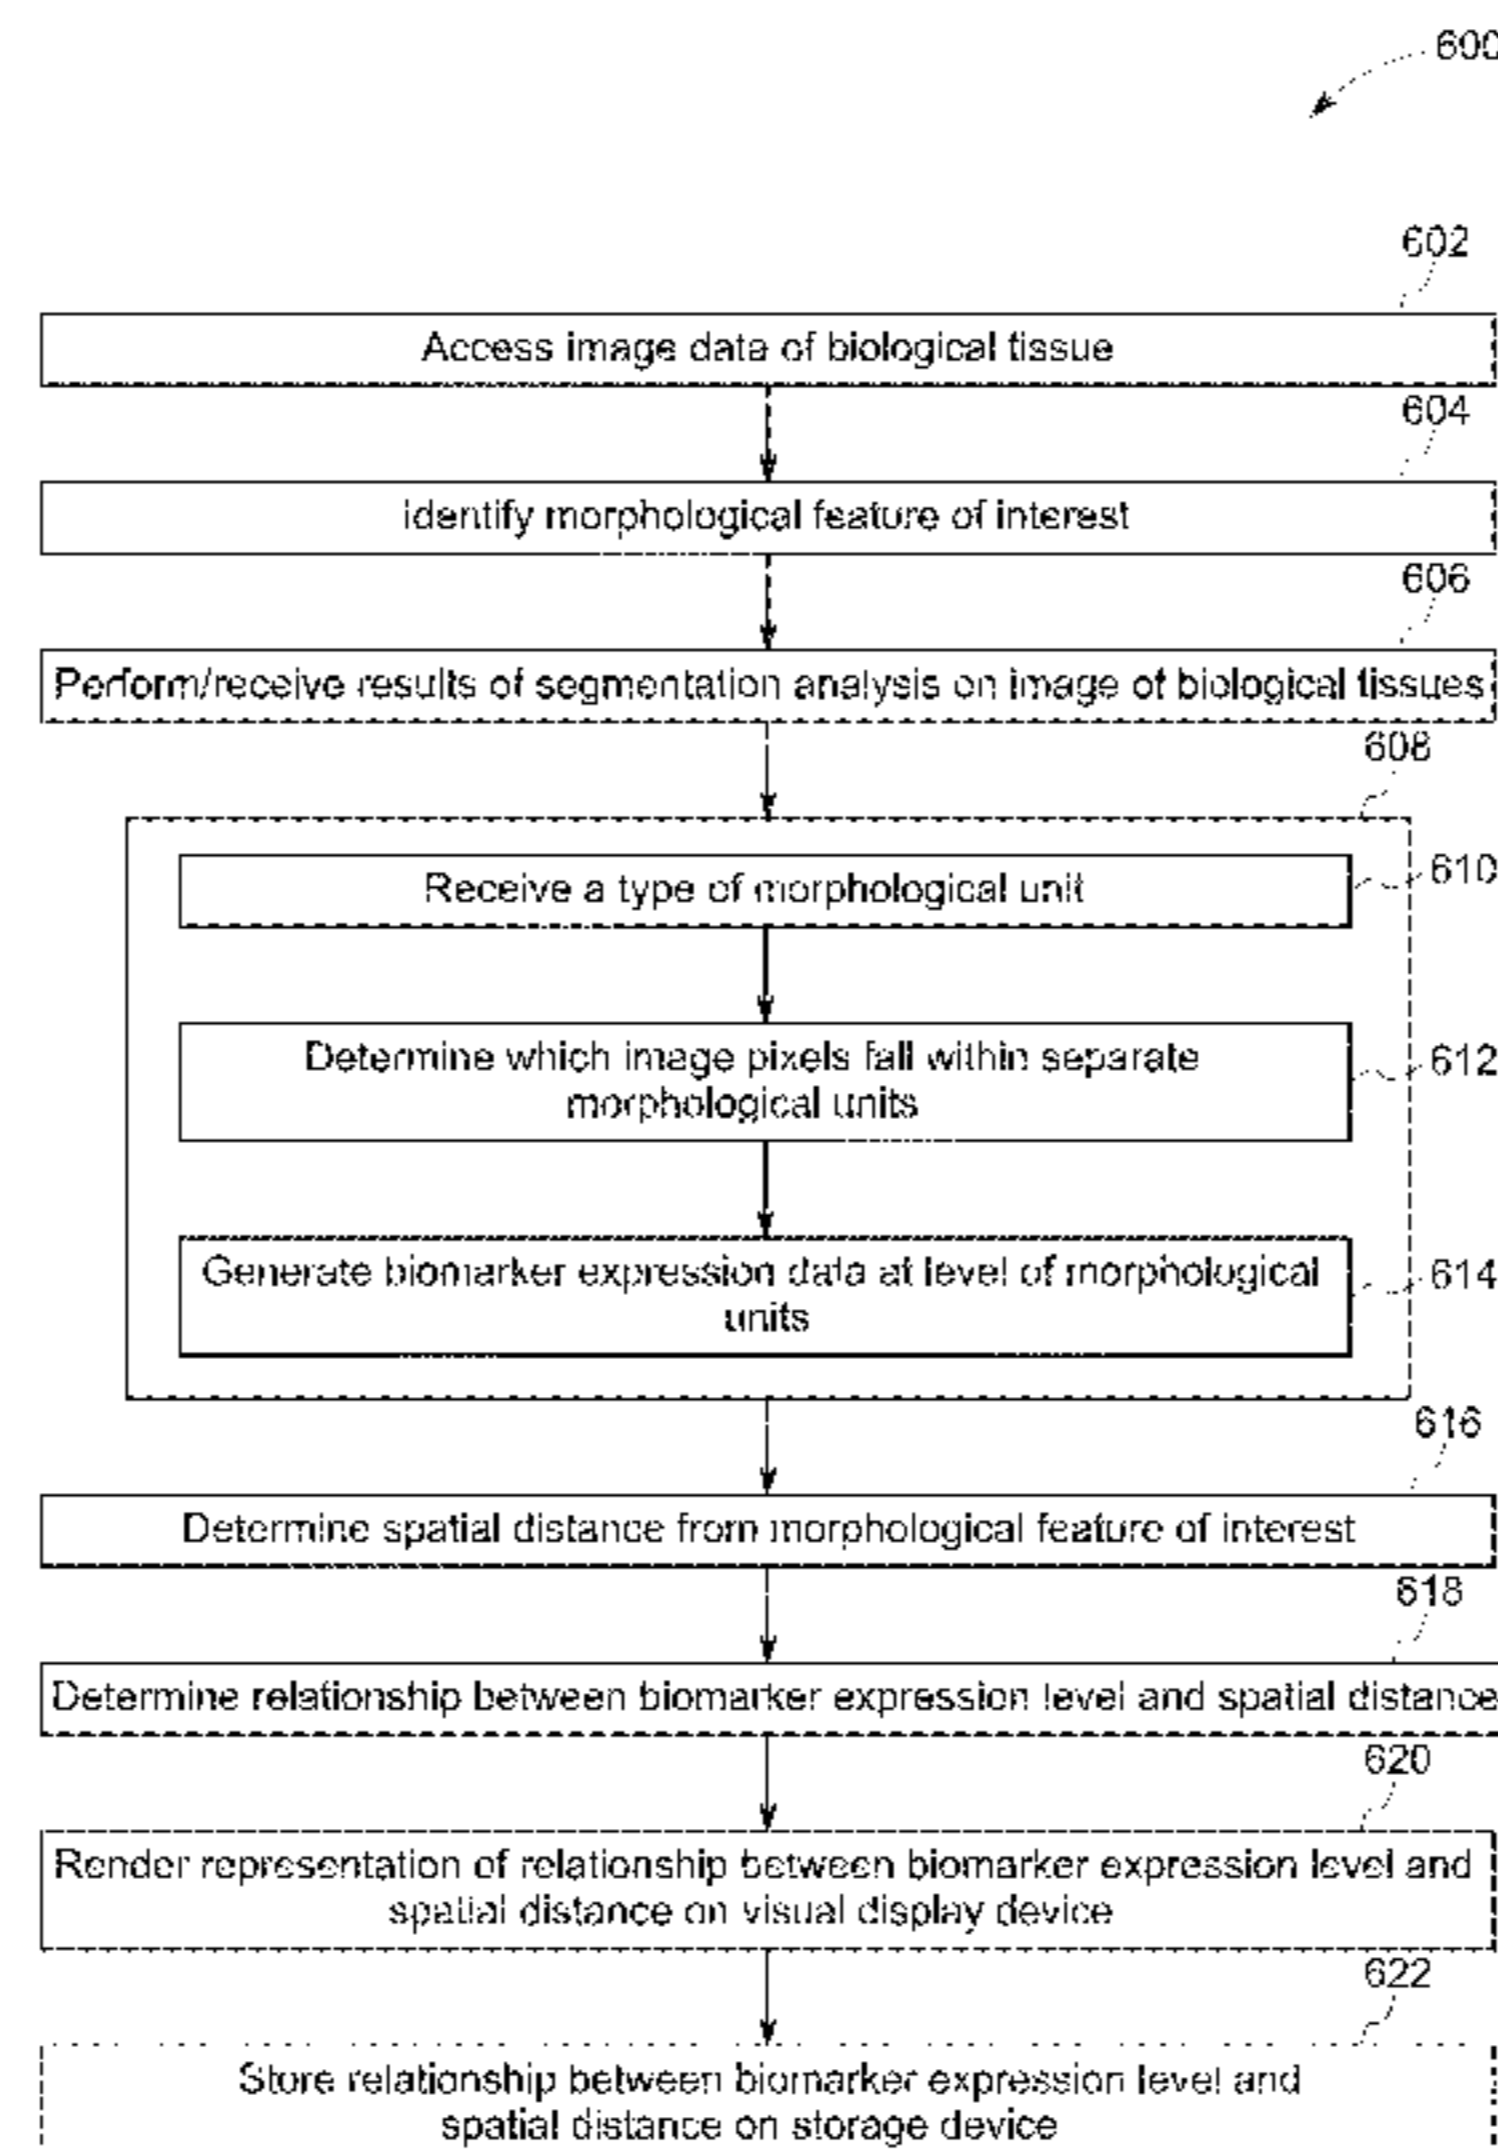 600
602
Access image data of biological tissue
604
identify morphological feature of interest
606
Perform/receive results of segmentation analysis on image of biological tissues
608
Receive a type of morphological unit
610
Determine which image pixels fall within separate
morphological units
612
Generate biomarker expression data at level of morphological
units
614
616
Determine spatial distance from morphological feature of interest
618
Determine relationship between biomarker expression level and spatial distance
620
Render representation of relationship between biomarker expression level and
spatial distance on visual display device
622
Store relationship between biomarker expression level and
spatial distance on storage device